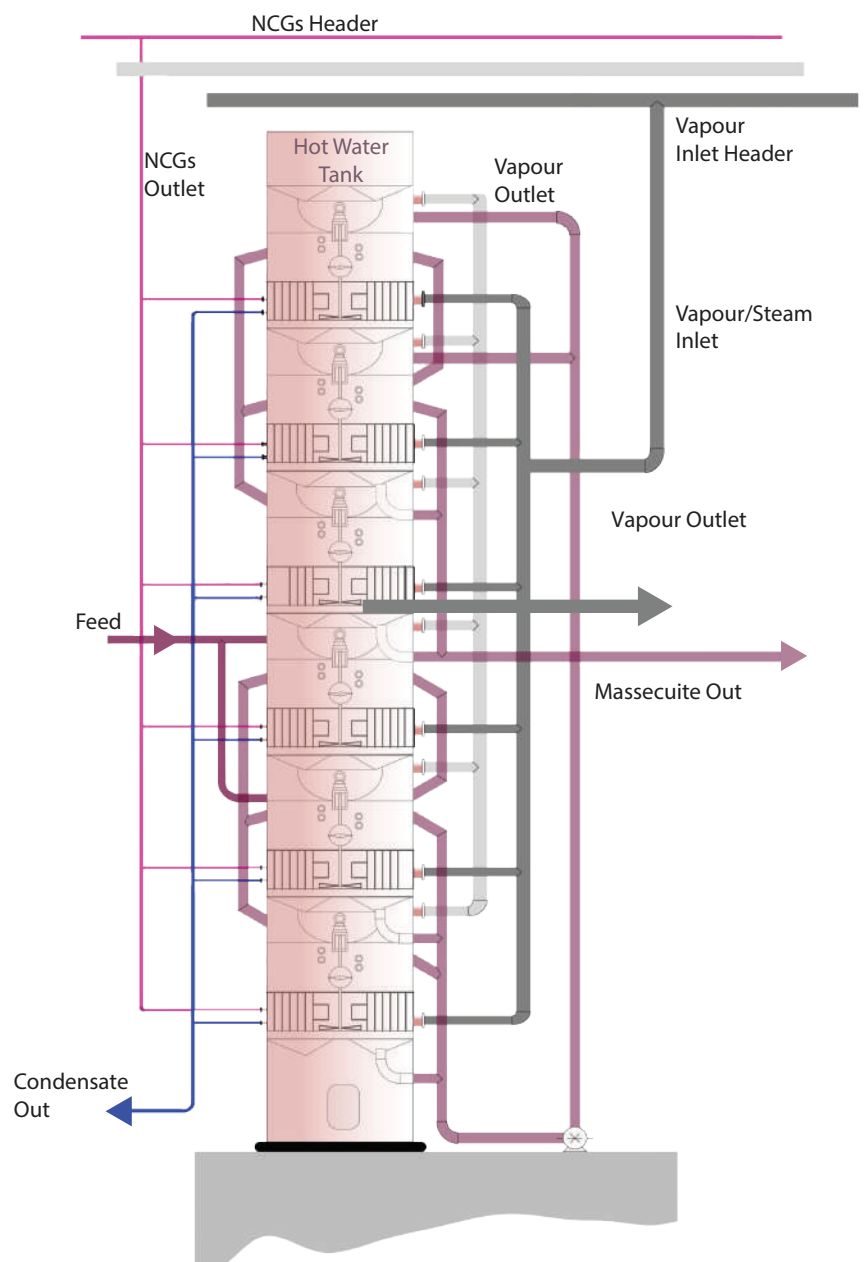 NCGs Header
Vapour
Inlet Header
Hot Water
Tank
NCGs
Outlet
Vapour
Outlet
Vapour/Steam
Inlet
Vapour Outlet
Feed
Massecuite Out
Condensate
Out